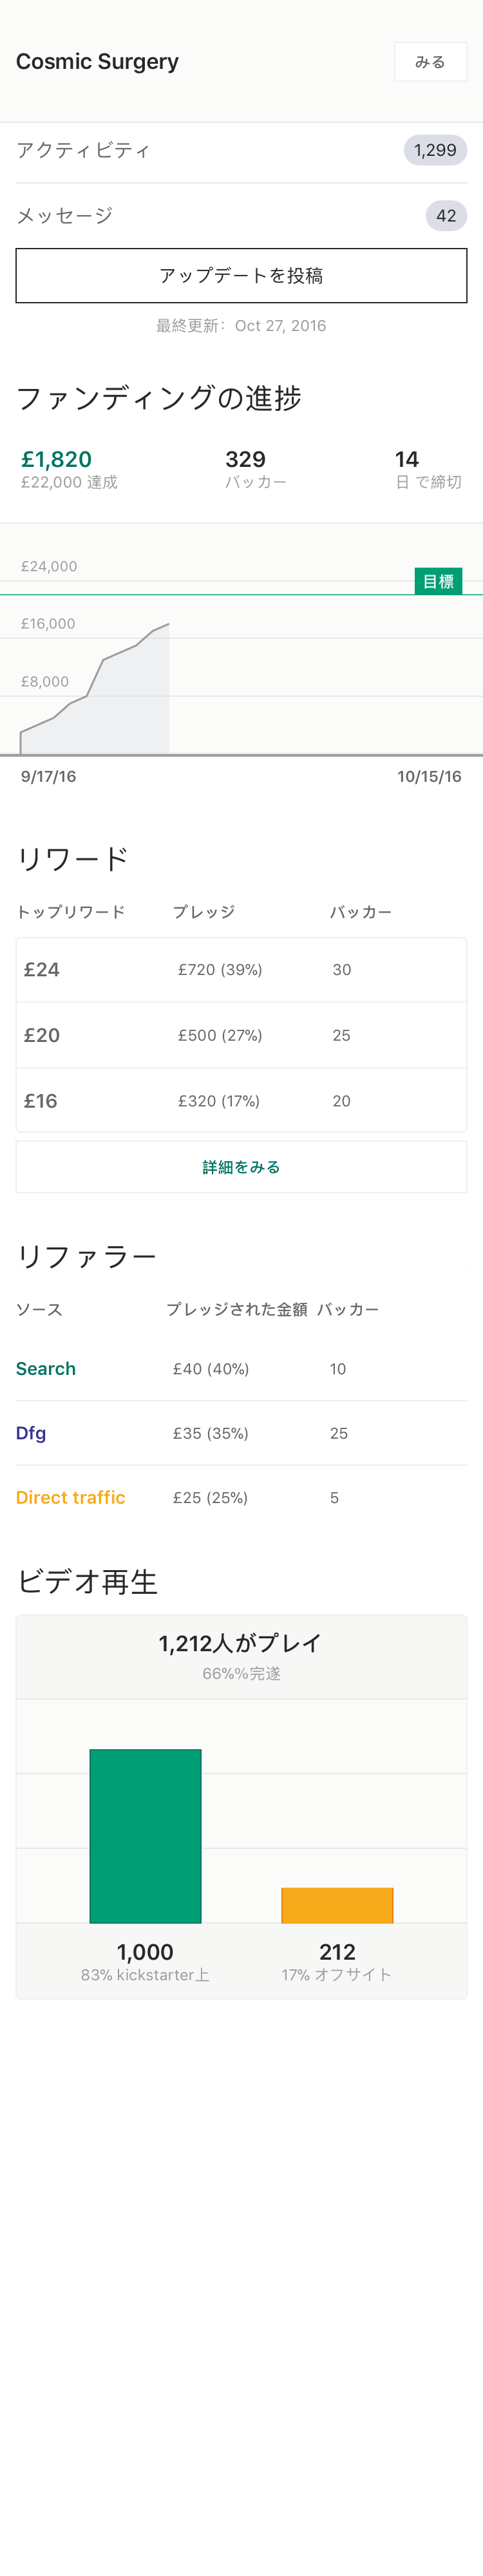 Cosmic Surgery みる
アクティビティ 1,299
メッセージ 42
アップデートを投稿
最終更新： Oct 27, 2016
ファンディングの進捗
£1,820 329 14
£22,000 達成 バッカー 日 で締切
£24,000
目標
£16,000
£8,000
9/17/16 10/15/16
リワード
トップリワード プレッジ バッカー
£24 £720 (39%) 30
£20 £500 (27%) 25
£16 £320 (17%) 20
詳細をみる
リファラー
ソース プレッジされた金額 バッカー
Search £40 (40%) 10
Dfg £35 (35%) 25
Direct traffic £25 (25%) 5
ビデオ再生
1,212人がプレイ
66%%完遂
1,000 212
83% kickstarter上 17% オフサイト